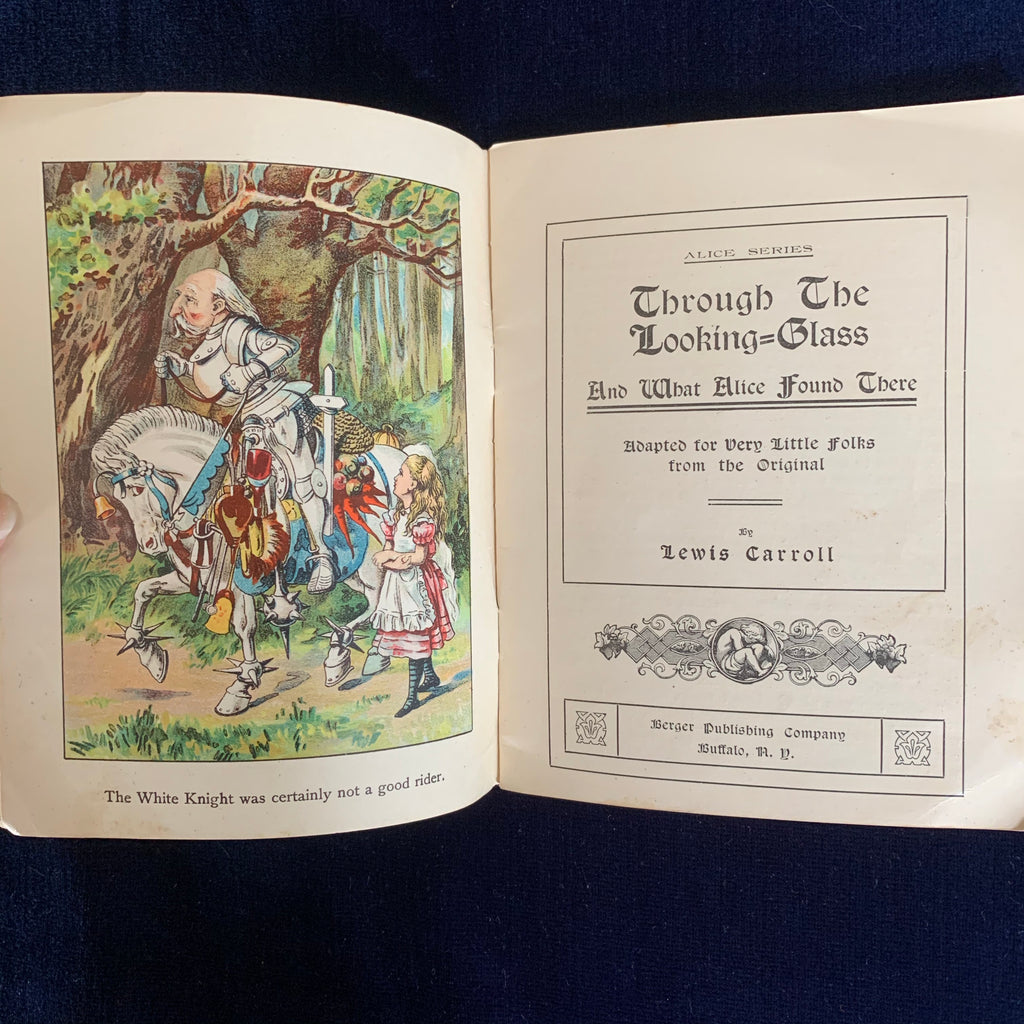 The White Knight was certainly not a good rider.
ALICE SERIES
Through The
Looking=Glass
And What Alice Found There
Adapted for Very Little Folks
from the Original
By
Lewis Carroll
Berger Publishing Company
Buffalo, N. Y.